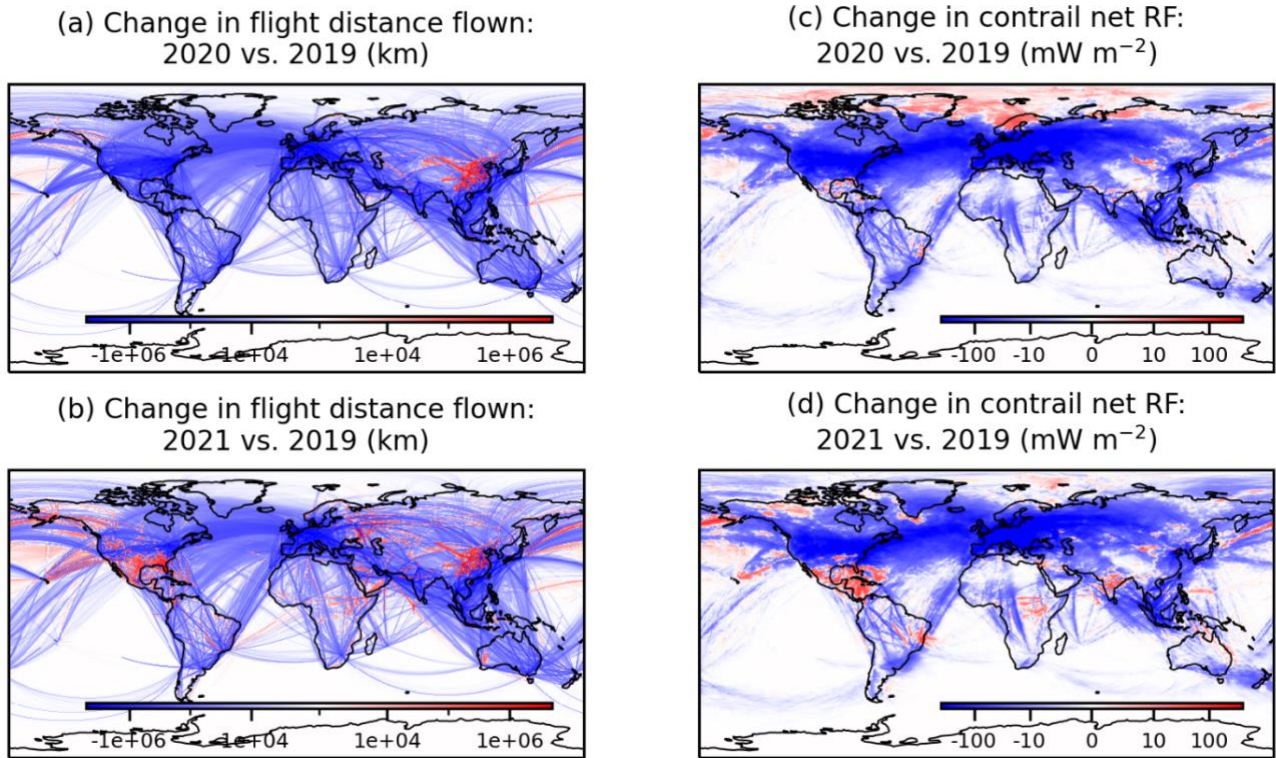 (a) Change in flight distance flown:
2020 vs. 2019 (km)
-1e+06 -1e+04 1e+04 1e+06
(c) Change in contrail net RF:
2020 vs. 2019 (mW m⁻²)
-100 -10 0 10 100
(b) Change in flight distance flown:
2021 vs. 2019 (km)
-1e+06 -1e+04 1e+04 1e+06
(d) Change in contrail net RF:
2021 vs. 2019 (mW m⁻²)
-100 -10 0 10 100